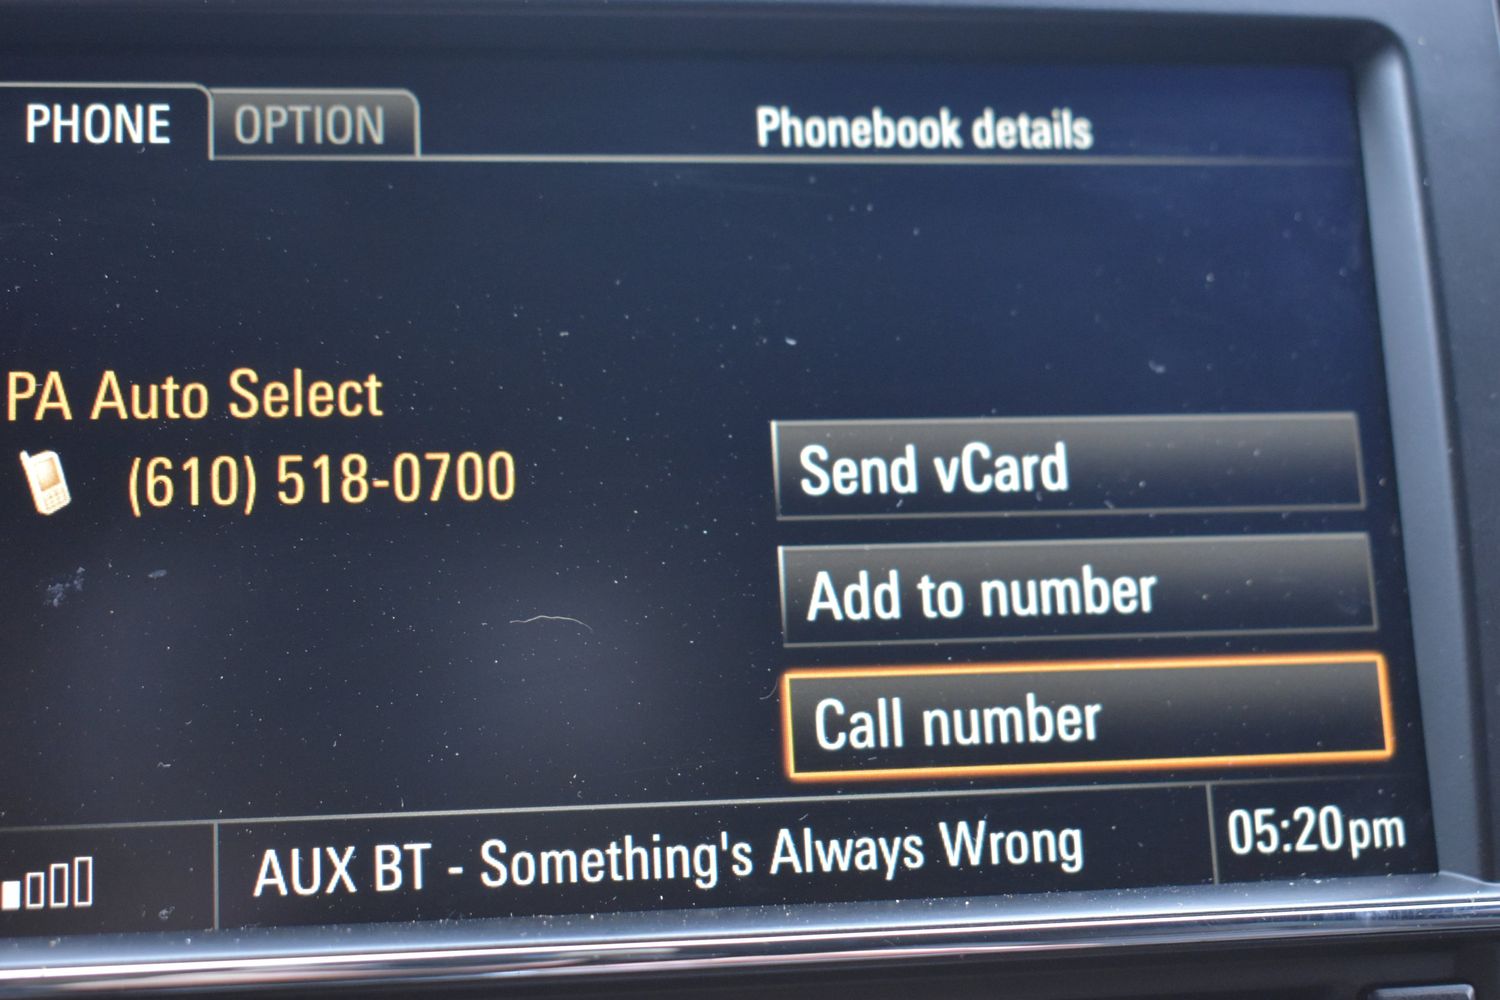 PHONE
OPTION
Phonebook details
PA Auto Select
(610) 518-0700
Send vCard
Add to number
Call number
AUX BT - Something's Always Wrong
05:20pm